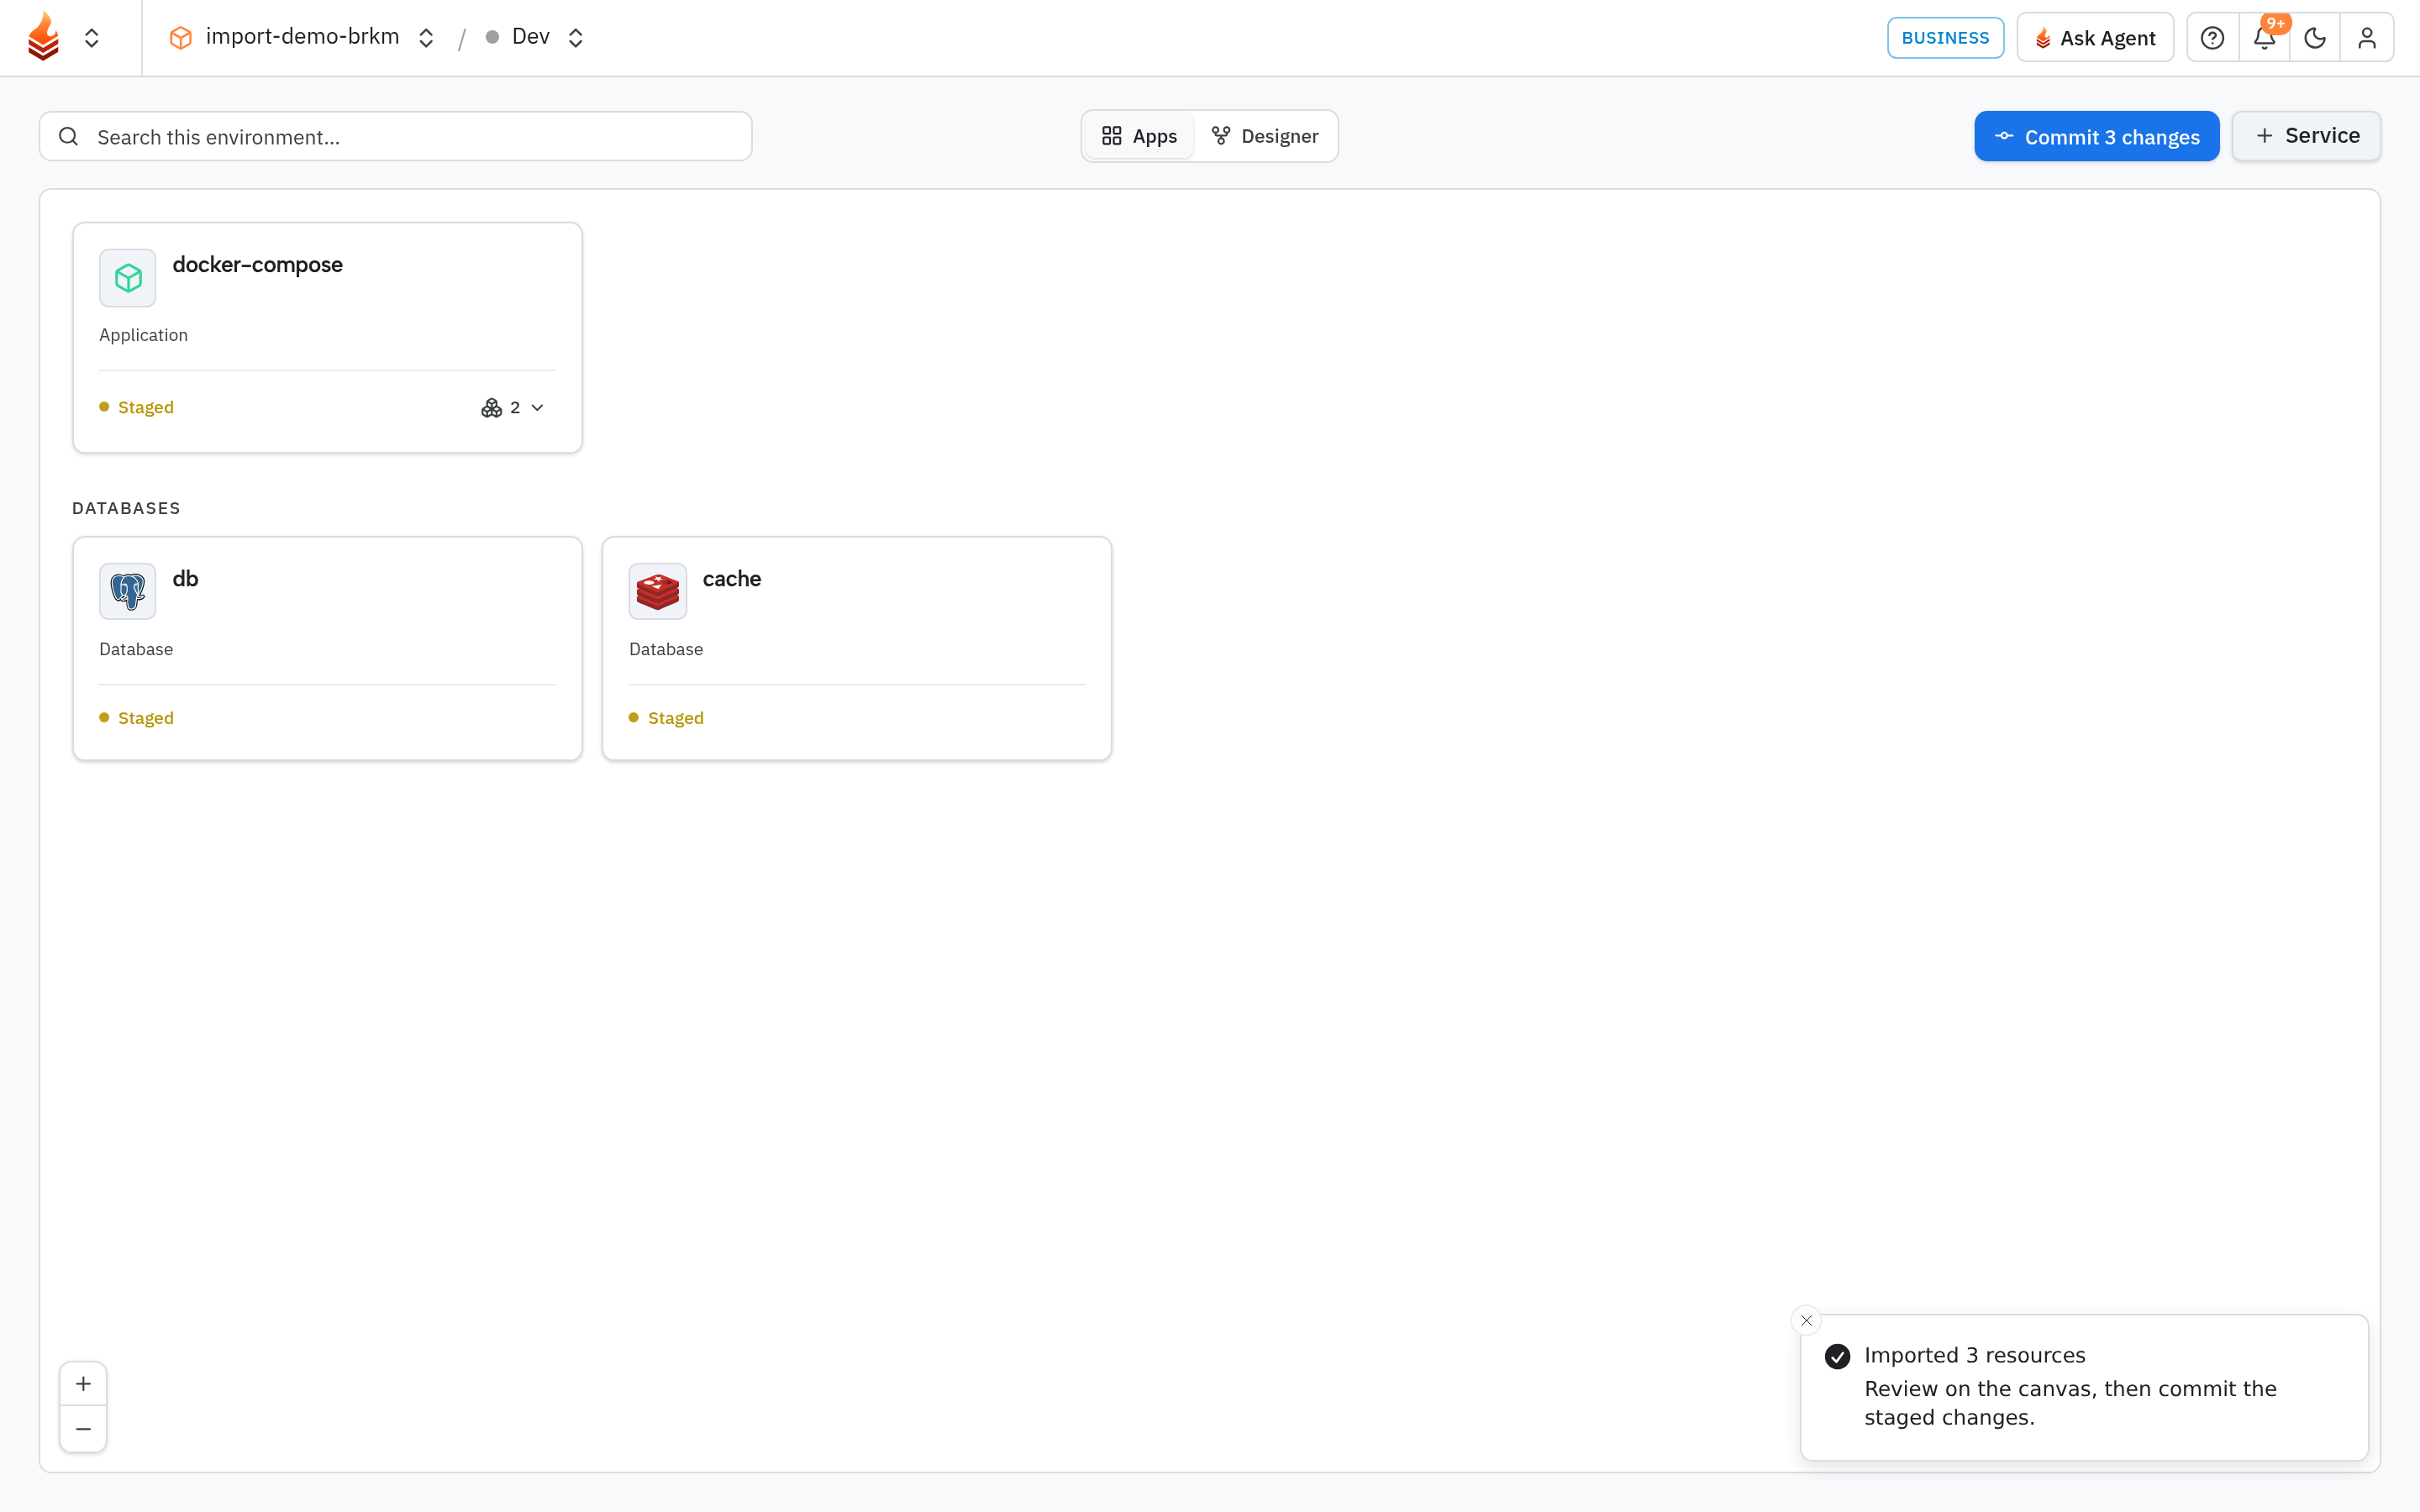 import-demo-brkm / Dev
BUSINESS
Ask Agent
9+
Search this environment...
Apps
Designer
Commit 3 changes
Service
docker-compose
Application
Staged
2
DATABASES
db
Database
Staged
cache
Database
Staged
Imported 3 resources
Review on the canvas, then commit the
staged changes.